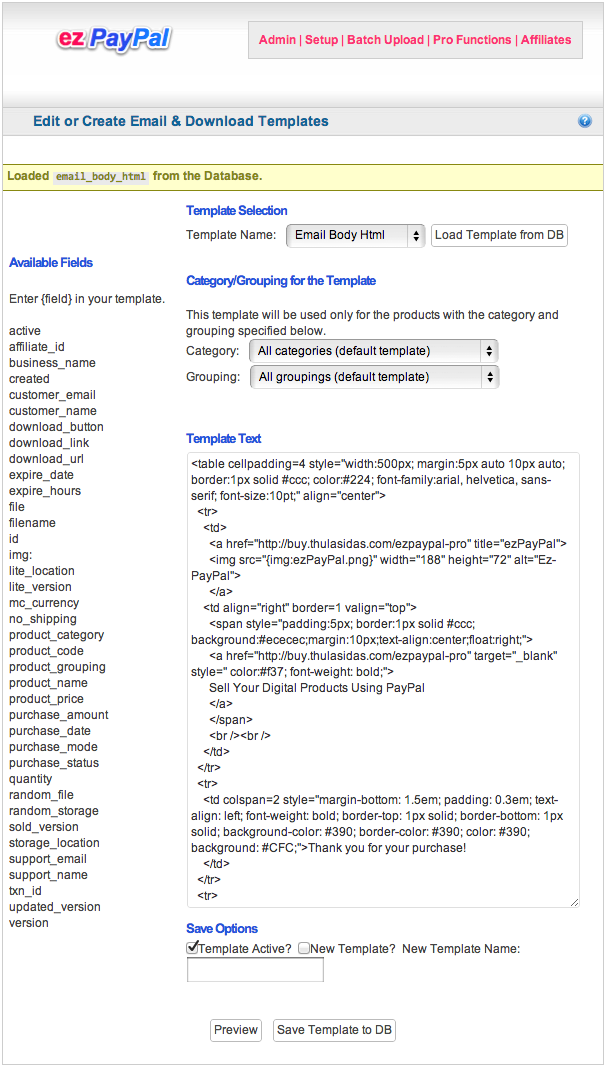 ez PayPal
Admin | Setup | Batch Upload | Pro Functions | Affiliates
Edit or Create Email & Download Templates
?
Loaded email_body_html from the Database.
Template Selection
Template Name: Email Body Html Load Template from DB
Available Fields
Enter {field} in your template.
active
affiliate_id
business_name
created
customer_email
customer_name
download_button
download_link
download_url
expire_date
expire_hours
file
filename
id
img:
lite_location
lite_version
mc_currency
no_shipping
product_category
product_code
product_grouping
product_name
product_price
purchase_amount
purchase_date
purchase_mode
purchase_status
quantity
random_file
random_storage
sold_version
storage_location
support_email
support_name
txn_id
updated_version
version
Category/Grouping for the Template
This template will be used only for the products with the category and
grouping specified below.
Category: All categories (default template)
Grouping: All groupings (default template)
Template Text
<table cellpadding=4 style="width:500px; margin:5px auto 10px auto;
border:1px solid #ccc; color:#224; font-family:arial, helvetica, sans-
serif; font-size:10pt;" align="center">
<tr>
<td>
<a href="http://buy.thulasidas.com/ezpaypal-pro" title="ezPayPal">
<img src="{img:ezPayPal.png}" width="188" height="72" alt="Ez-
PayPal">
</a>
<td align="right" border=1 valign="top">
<span style="padding:5px; border:1px solid #ccc;
background:#ececec;margin:10px;text-align:center;float:right;">
<a href="http://buy.thulasidas.com/ezpaypal-pro" target="_blank"
style=" color:#f37; font-weight: bold;">
Sell Your Digital Products Using PayPal
</a>
</span>
<br /><br />
</td>
</tr>
<tr>
<td colspan=2 style="margin-bottom: 1.5em; padding: 0.3em; text-
align: left; font-weight: bold; border-top: 1px solid; border-bottom: 1px
solid; background-color: #390; border-color: #390; color: #390;
background: #CFC;">Thank you for your purchase!
</td>
</tr>
<tr>
Save Options
Template Active? New Template? New Template Name:
Preview Save Template to DB